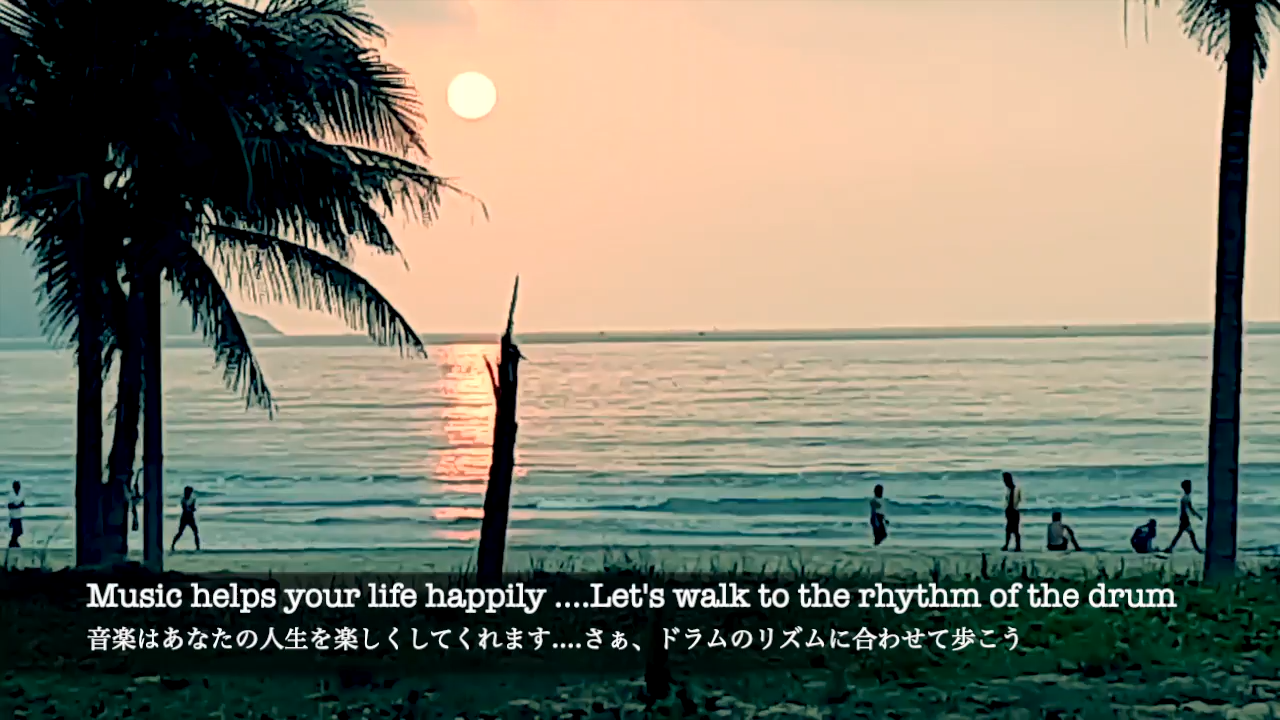 Music helps your life happily ....Let's walk to the rhythm of the drum
音楽はあなたの人生を楽しくしてくれます....さぁ、ドラムのリズムに合わせて歩こう